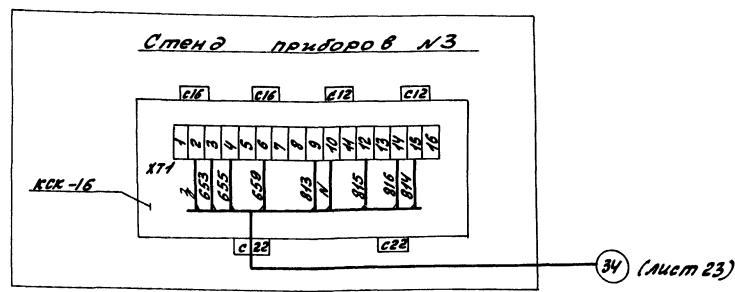 Стенд приборов N3
С16 С16 С12 С12
1 2 3 4 5 6 7 8 9 10 11 12 13 14 15 16
ХТ1
653 655 659 813 N 815 816 814
КСК-16
С22 С22
34 (лист 23)